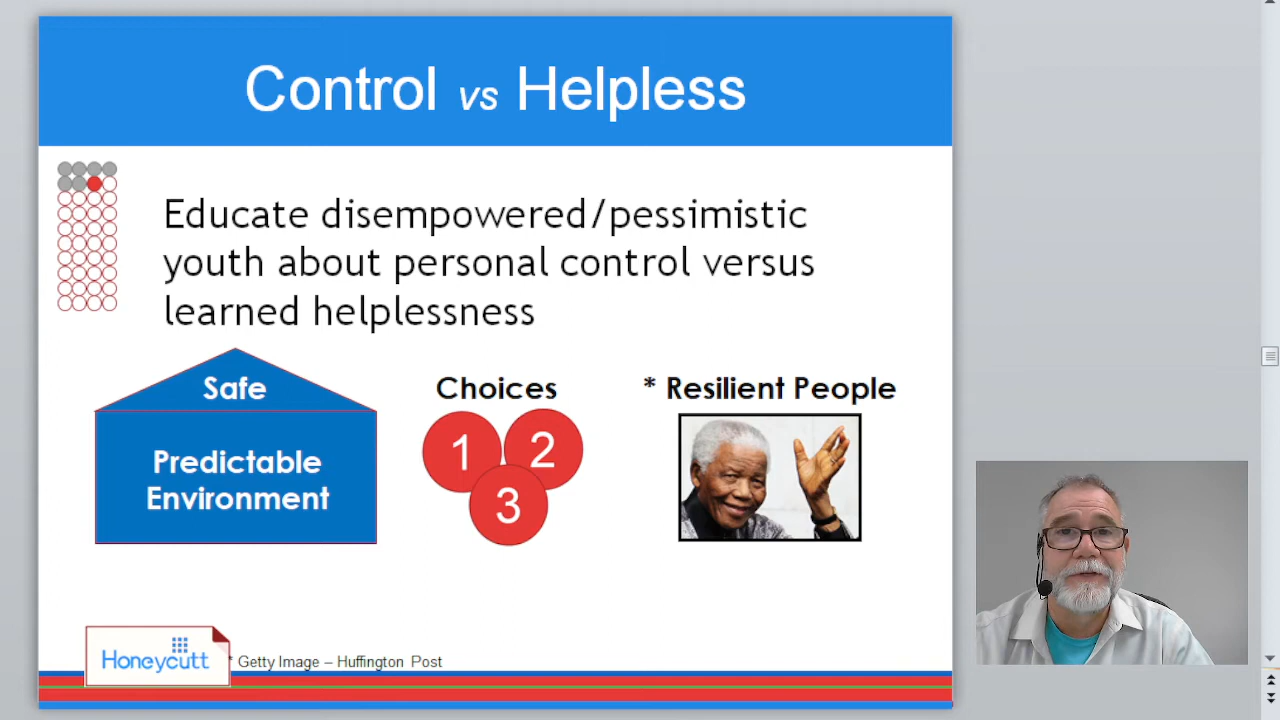 Control vs Helpless
Educate disempowered/pessimistic
youth about personal control versus
learned helplessness
Safe
Predictable
Environment
Choices
1
2
3
* Resilient People
Honeycutt
* Getty Image – Huffington Post